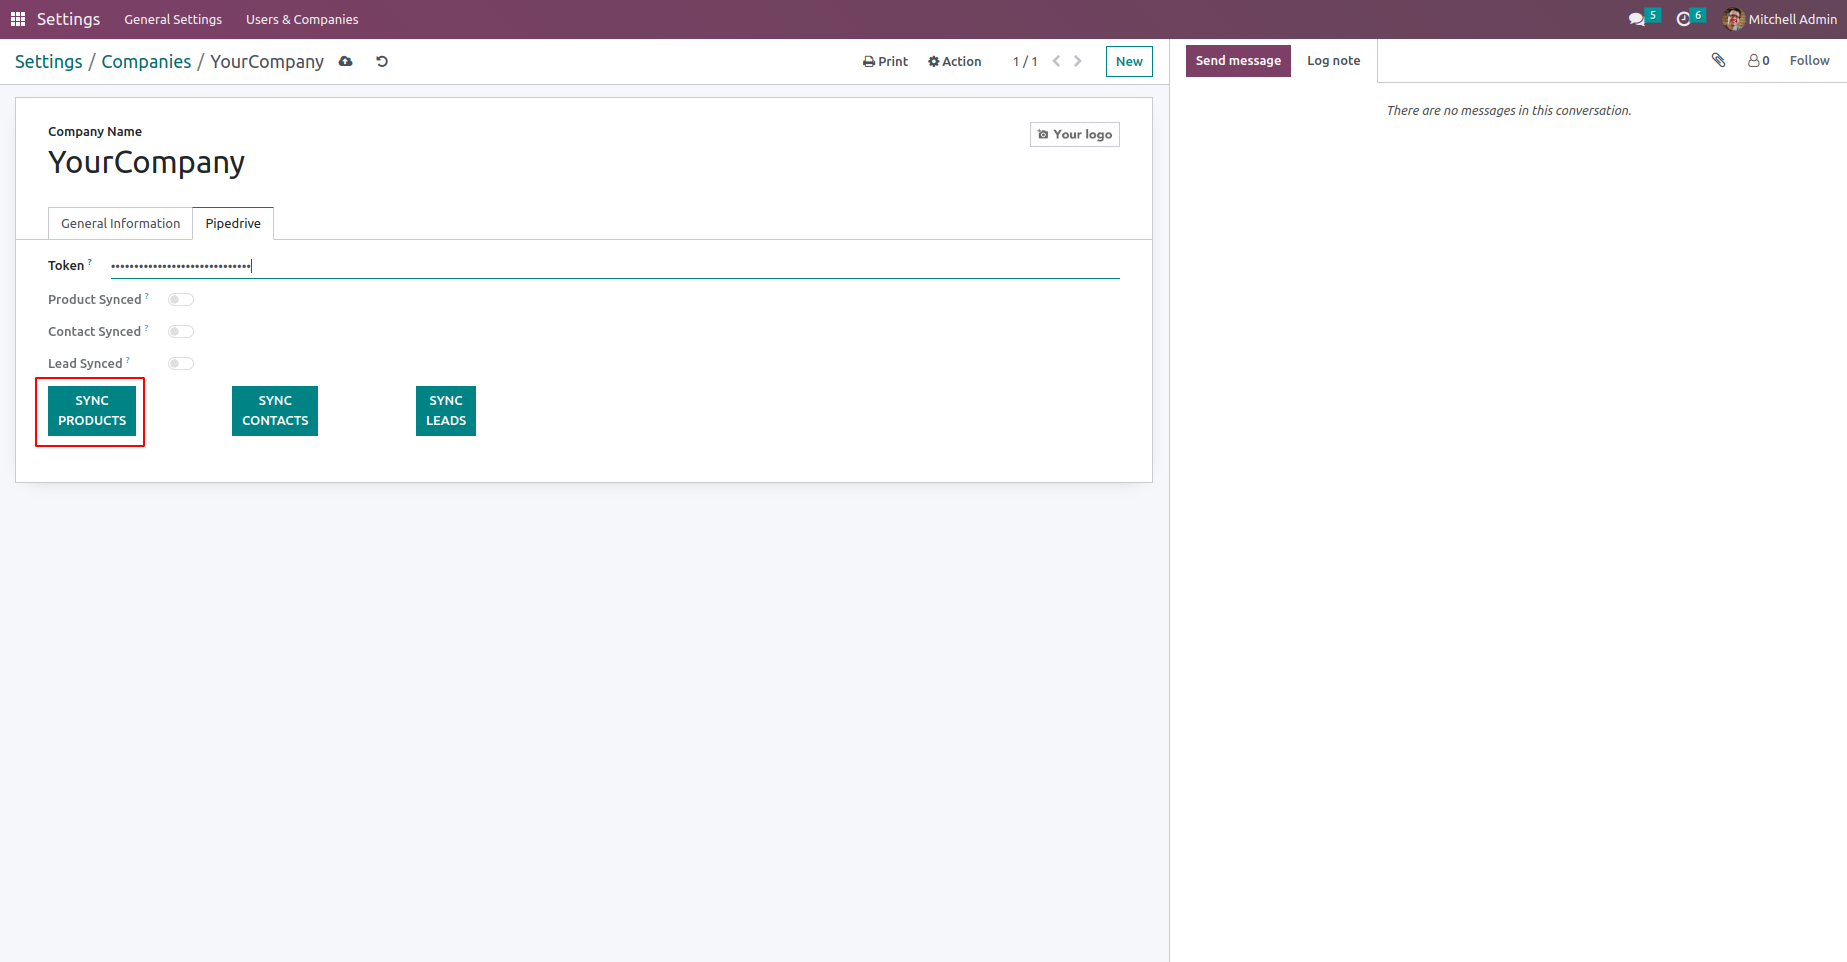 Settings General Settings Users & Companies 5 6 Mitchell Admin
Settings / Companies / YourCompany Print Action 1 / 1 New Send message Log note 0 Follow
There are no messages in this conversation.
Company Name
Your logo
YourCompany
General Information Pipedrive
Token ? ••••••••••••••••••••••••••••••
Product Synced ?
Contact Synced ?
Lead Synced ?
SYNC PRODUCTS
SYNC CONTACTS
SYNC LEADS